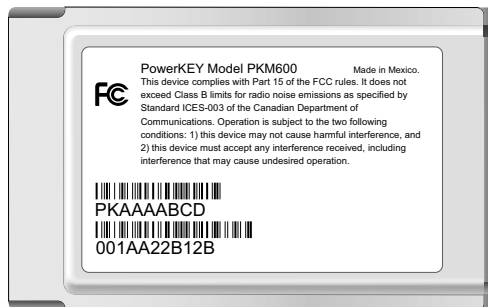 PowerKEY Model PKM600 Made in Mexico.
This device complies with Part 15 of the FCC rules. It does not
exceed Class B limits for radio noise emissions as specified by
Standard ICES-003 of the Canadian Department of
Communications. Operation is subject to the two following
conditions: 1) this device may not cause harmful interference, and
2) this device must accept any interference received, including
interference that may cause undesired operation.
FC
PKAAAABCD
001AA22B12B